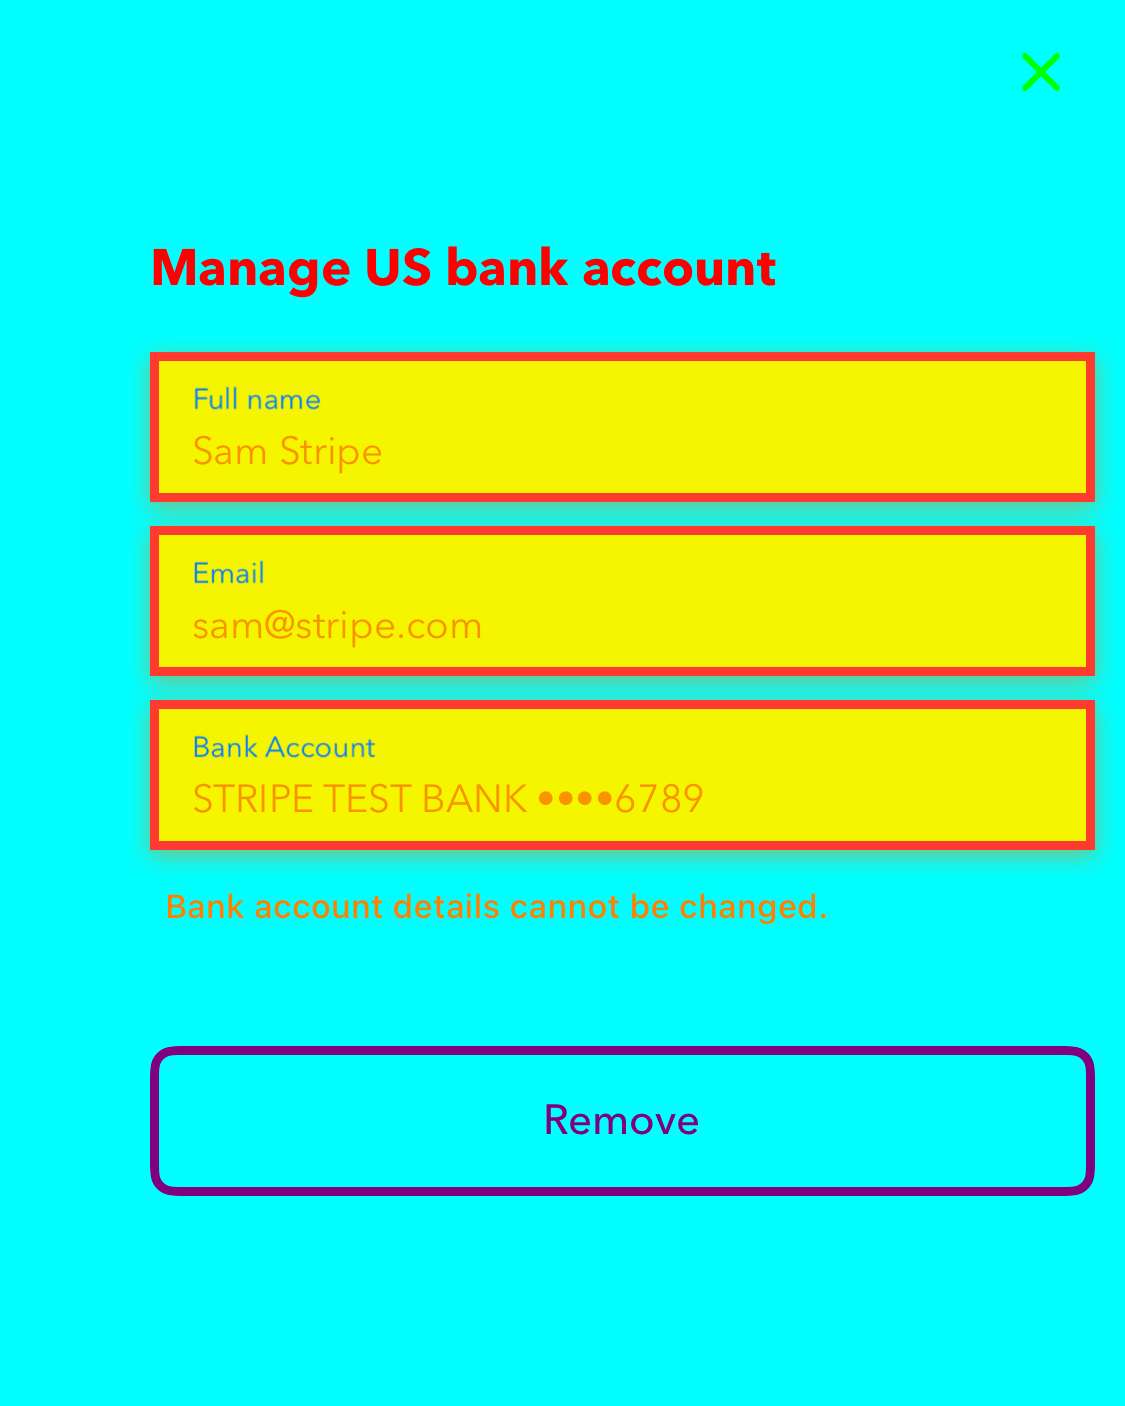 Manage US bank account
Full name
Sam Stripe
Email
sam@stripe.com
Bank Account
STRIPE TEST BANK ••••6789
Bank account details cannot be changed.
Remove